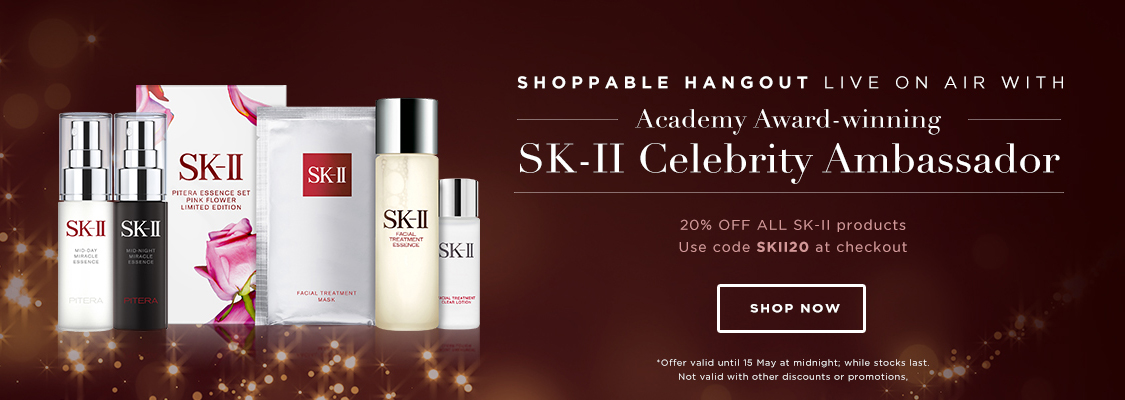 SHOPPABLE HANGOUT LIVE ON AIR WITH
Academy Award-winning
SK-II Celebrity Ambassador
20% OFF ALL SK-II products
Use code SKII20 at checkout
SHOP NOW
*Offer valid until 15 May at midnight; while stocks last.
Not valid with other discounts or promotions.
SK-II
MID-DAY
MIRACLE
ESSENCE
PITERA
SK-II
MID-NIGHT
MIRACLE
ESSENCE
PITERA
SK-II
PITERA ESSENCE SET
PINK FLOWER
LIMITED EDITION
SK-II
FACIAL TREATMENT
MASK
SK-II
FACIAL
TREATMENT
ESSENCE
SK-II
FACIAL TREATMENT
CLEAR LOTION